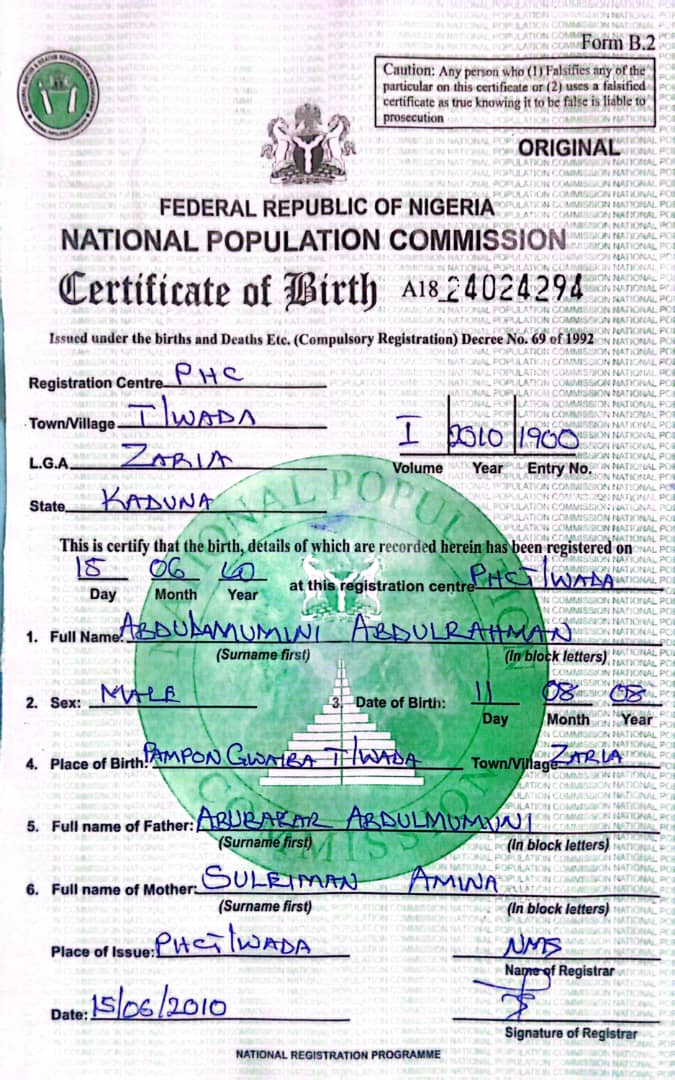 Form B.2
Caution: Any person who (1) Falsifies any of the
particular on this certificate or (2) uses a falsified
certificate as true knowing it to be false is liable to
prosecution
ORIGINAL
FEDERAL REPUBLIC OF NIGERIA
NATIONAL POPULATION COMMISSION
Certificate of Birth A18 24024294
Issued under the births and Deaths Etc. (Compulsory Registration) Decree No. 69 of 1992
Registration Centre PHC
Town/Village T/WADA
L.G.A. ZARIA
I 2010 1900
Volume Year Entry No.
State KADUNA
This is certify that the birth, details of which are recorded herein has been registered on
15 06 10 at this registration centre PHC T/WADA
Day Month Year
1. Full Name: ABDULAMUMINI ABDULRAHMAN
(Surname first) (In block letters)
2. Sex: MALE 3. Date of Birth: 11 08 08
Day Month Year
4. Place of Birth: PAMPON GWAIBA T/WADA Town/Village ZARIA
5. Full name of Father: ABUBAKAR ABDULMUMINI
(Surname first) (In block letters)
6. Full name of Mother: SULEIMAN AMINA
(Surname first) (In block letters)
Place of Issue: PHC T/WADA NMS
Name of Registrar
Date: 15/06/2010
Signature of Registrar
NATIONAL REGISTRATION PROGRAMME